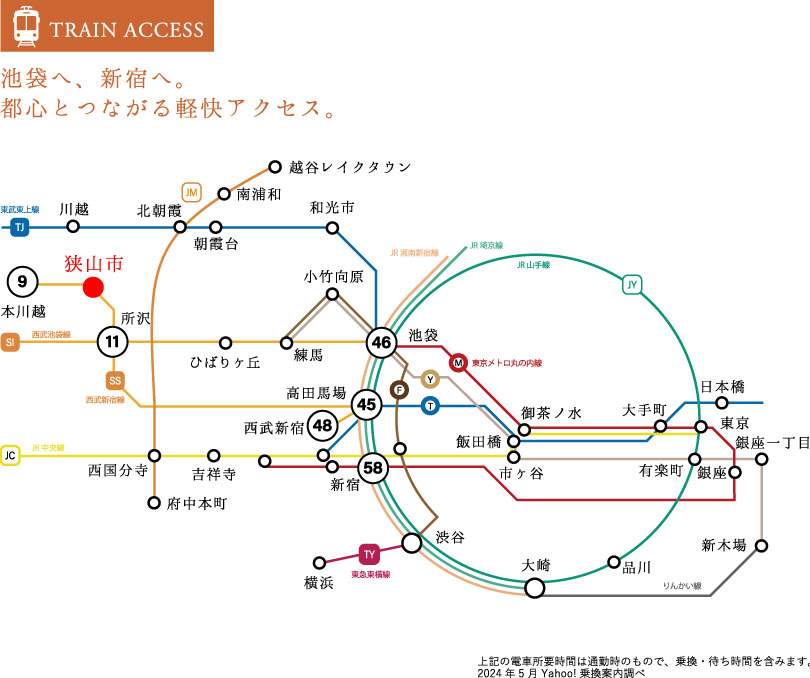 TRAIN ACCESS
池袋へ、新宿へ。
都心とつながる軽快アクセス。
越谷レイクタウン
JM
南浦和
東武東上線
TJ
川越
北朝霞
朝霞台
和光市
JR 湘南新宿線
JR 埼京線
JR 山手線
JY
狭山市
9
本川越
小竹向原
所沢
西武池袋線
SI
11
ひばりヶ丘
練馬
46
池袋
M
東京メトロ丸の内線
SS
西武新宿線
Y
F
高田馬場
45
T
西武新宿
48
御茶ノ水
大手町
日本橋
東京
飯田橋
銀座一丁目
JC
JR 中央線
西国分寺
吉祥寺
新宿
58
市ヶ谷
有楽町
銀座
府中本町
渋谷
TY
東急東横線
横浜
大崎
品川
新木場
りんかい線
上記の電車所要時間は通勤時のもので、乗換・待ち時間を含みます。
2024 年 5 月 Yahoo! 乗換案内調べ